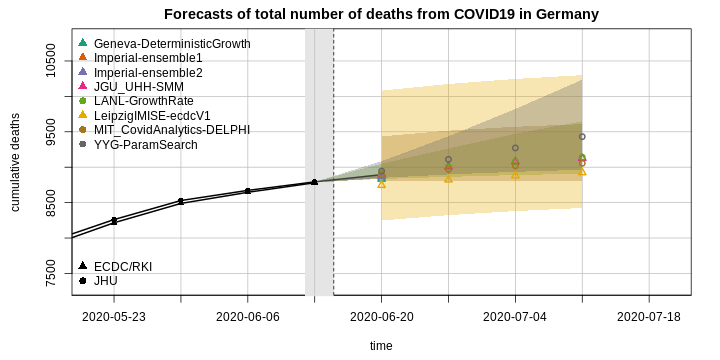 Forecasts of total number of deaths from COVID19 in Germany
Geneva-DeterministicGrowth
Imperial-ensemble1
Imperial-ensemble2
JGU_UHH-SMM
LANL-GrowthRate
LeipzigIMISE-ecdcV1
MIT_CovidAnalytics-DELPHI
YYG-ParamSearch
ECDC/RKI
JHU
cumulative deaths
10500
9500
8500
7500
2020-05-23
2020-06-06
2020-06-20
2020-07-04
2020-07-18
time